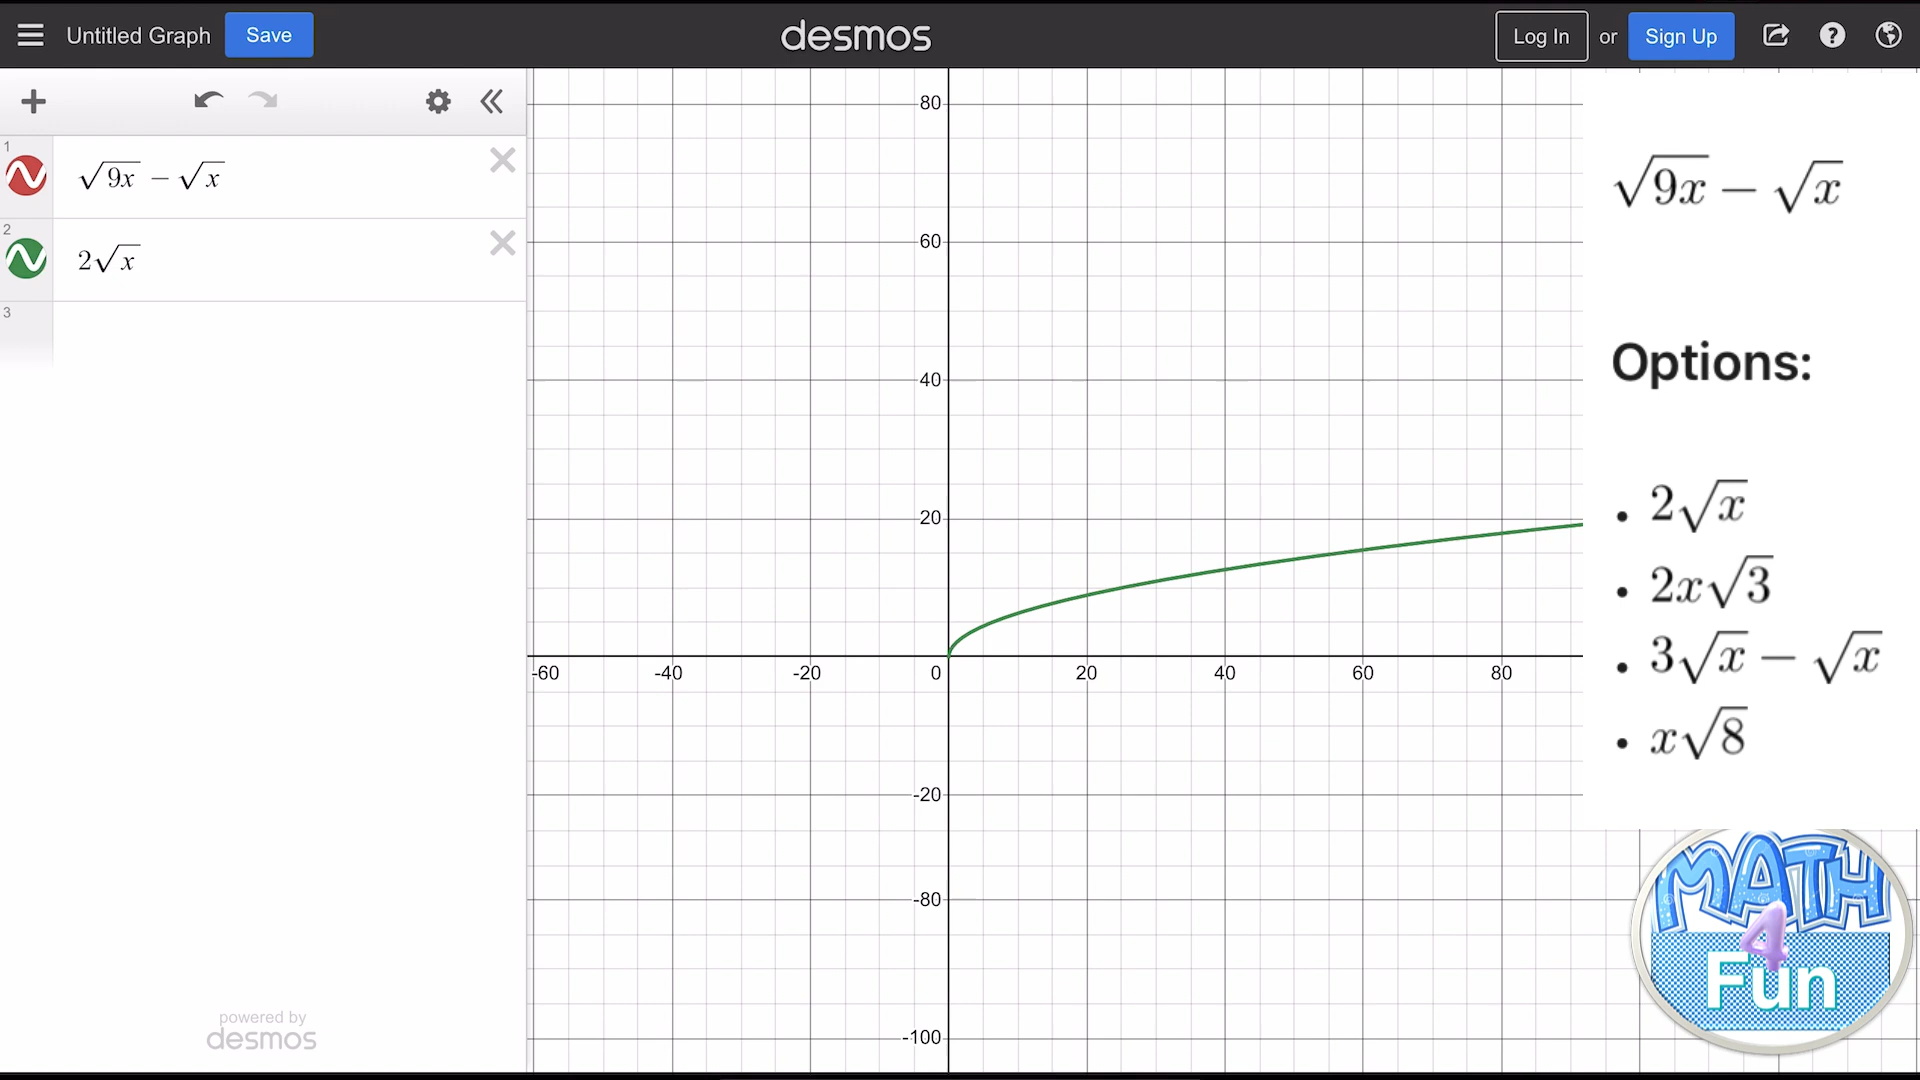 Untitled Graph
Save
desmos
Log In
or
Sign Up
?
1
√9x − √x
2
2√x
3
powered by
desmos
80
60
40
20
-60 -40 -20 0 20 40 60 80
-20
-80
-100
√9x − √x
Options:
• 2√x
• 2x√3
• 3√x − √x
• x√8
MATH
4
Fun